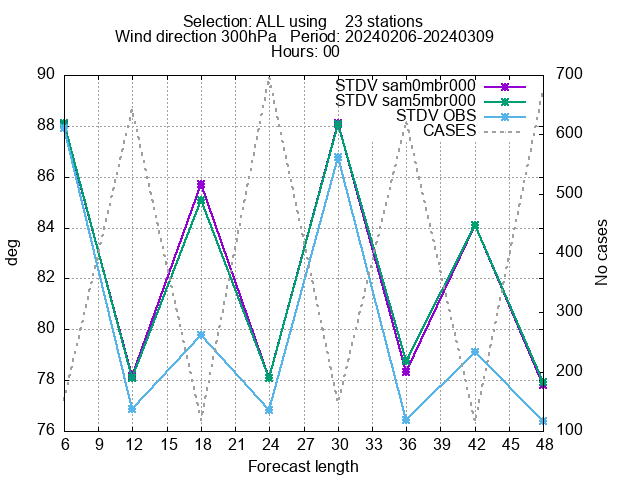 Selection: ALL using    23 stations
Wind direction 300hPa   Period: 20240206-20240309
Hours: 00
STDV sam0mbr000
STDV sam5mbr000
STDV OBS
CASES
90
88
86
84
82
80
78
76
700
600
500
400
300
200
100
deg
No cases
6 9 12 15 18 21 24 27 30 33 36 39 42 45 48
Forecast length